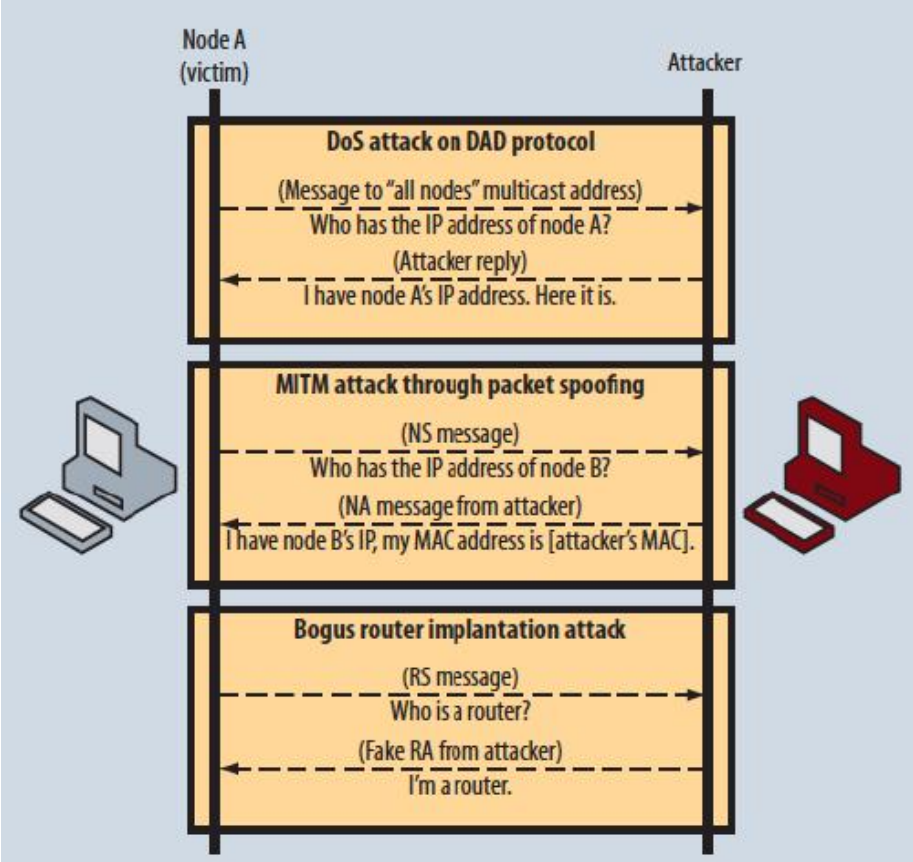 Node A
(victim)
Attacker
DoS attack on DAD protocol
(Message to “all nodes” multicast address)
Who has the IP address of node A?
(Attacker reply)
I have node A’s IP address. Here it is.
MITM attack through packet spoofing
(NS message)
Who has the IP address of node B?
(NA message from attacker)
I have node B’s IP, my MAC address is [attacker’s MAC].
Bogus router implantation attack
(RS message)
Who is a router?
(Fake RA from attacker)
I’m a router.